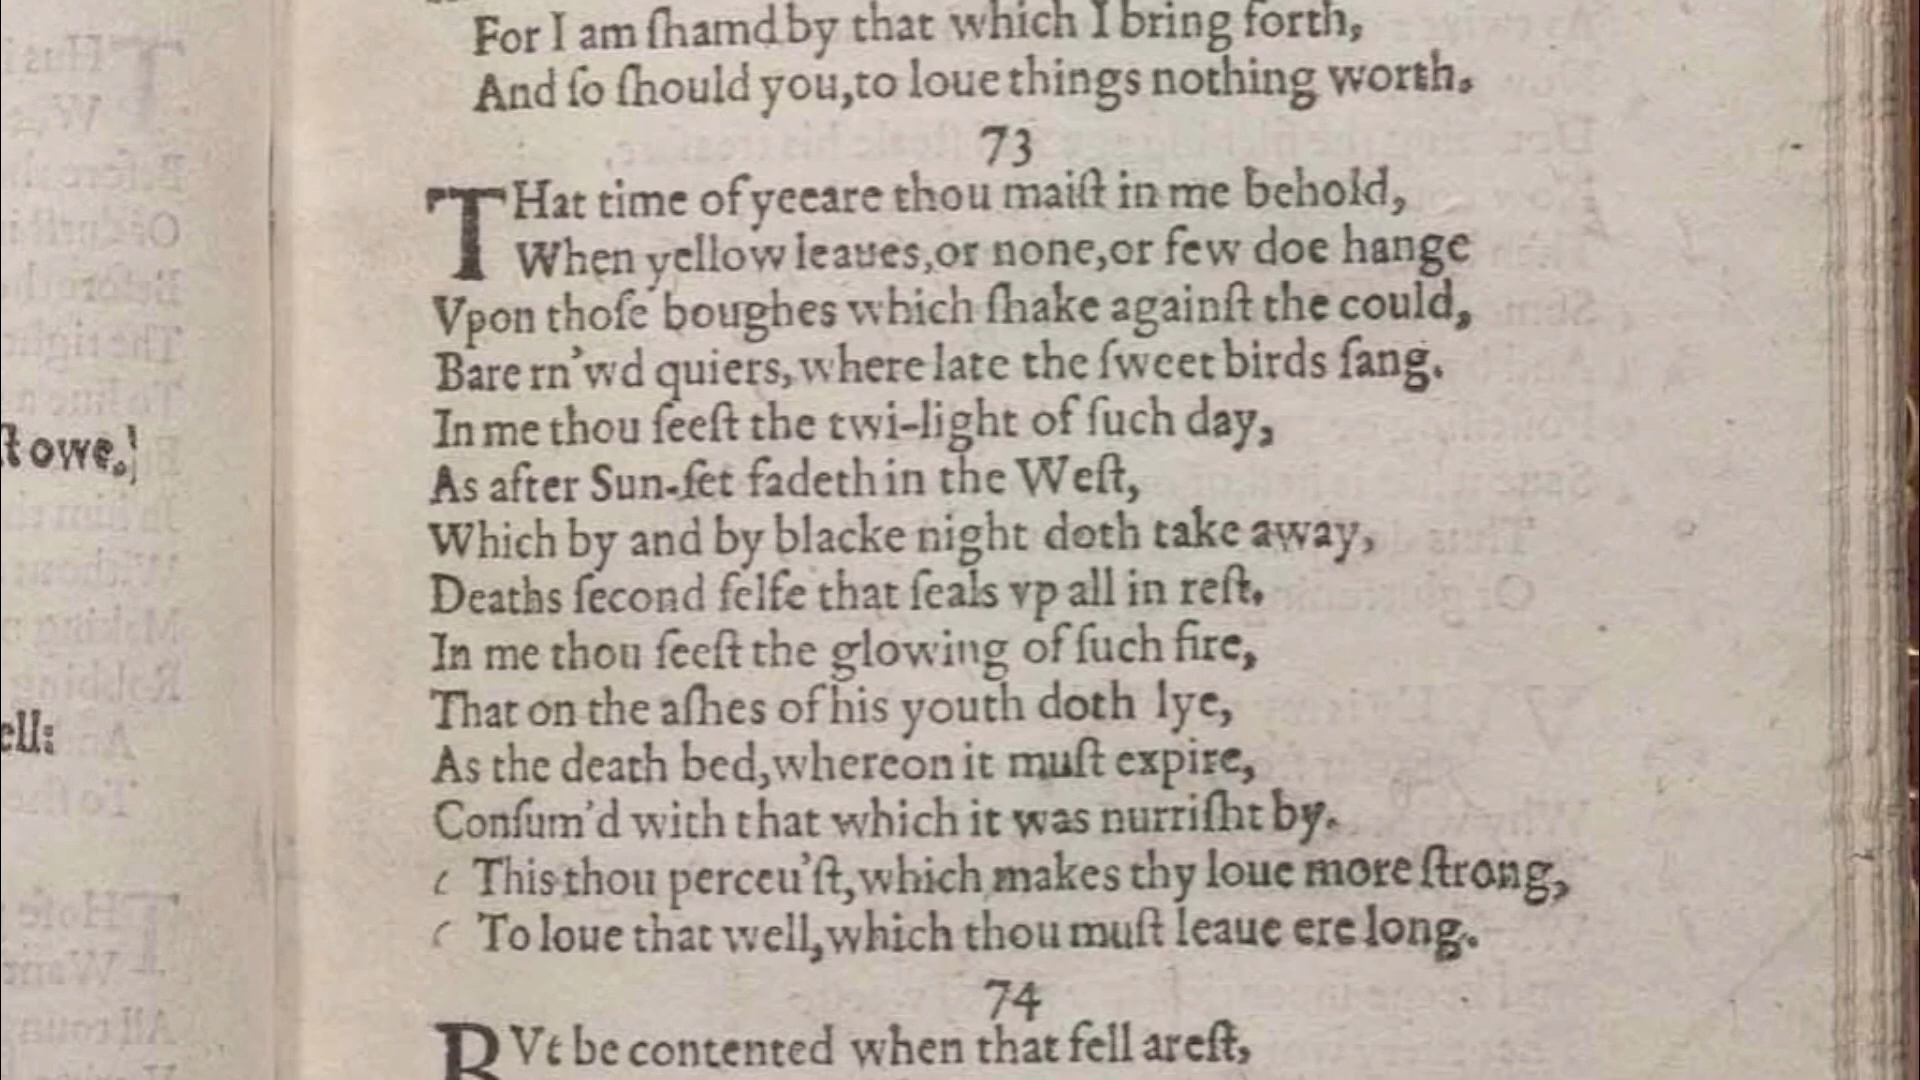 For I am ſhamd by that which I bring forth,
And ſo ſhould you,to loue things nothing worth.
73
THat time of yeeare thou maiſt in me behold,
When yellow leaues,or none,or few doe hange
Vpon thoſe boughes which ſhake againſt the could,
Bare rn'wd quiers,where late the ſweet birds ſang.
In me thou ſeeſt the twi-light of ſuch day,
As after Sun-ſet fadeth in the Weſt,
Which by and by blacke night doth take away,
Deaths ſecond ſelfe that ſeals vp all in reſt.
In me thou ſeeſt the glowing of ſuch fire,
That on the aſhes of his youth doth lye,
As the death bed,whereon it muſt expire,
Conſum'd with that which it was nurriſht by.
This thou perceu'ſt,which makes thy loue more ſtrong,
To loue that well,which thou muſt leaue ere long.
74
BVt be contented when that fell areſt,
owe.
ell: